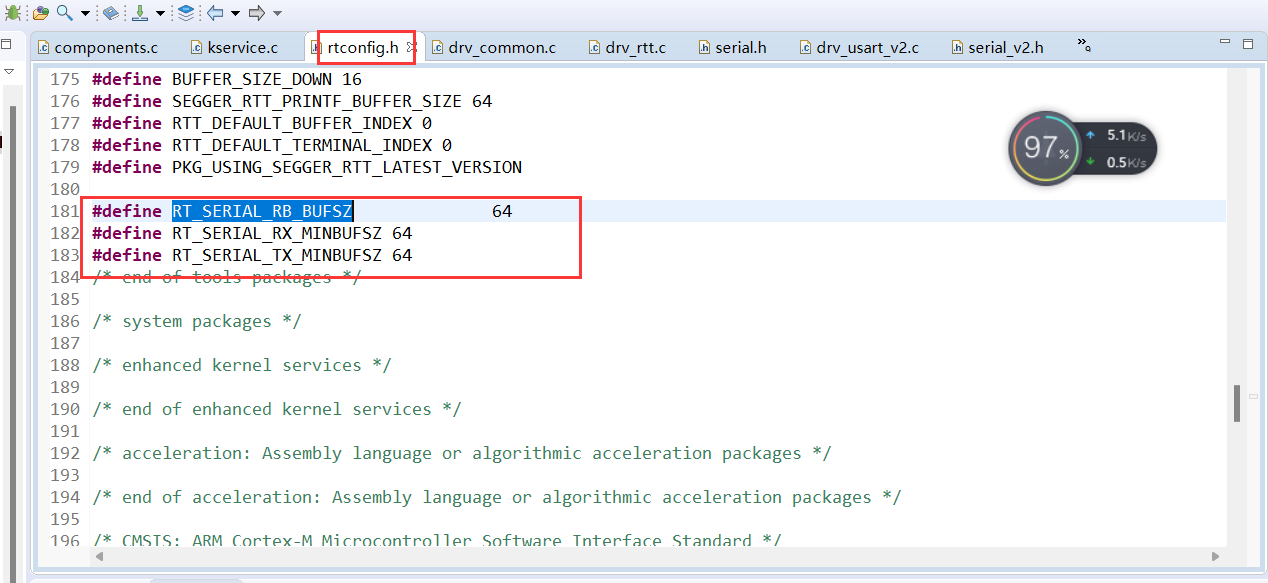 components.c kservice.c rtconfig.h drv_common.c drv_rtt.c serial.h drv_usart_v2.c serial_v2.h
175 #define BUFFER_SIZE_DOWN 16
176 #define SEGGER_RTT_PRINTF_BUFFER_SIZE 64
177 #define RTT_DEFAULT_BUFFER_INDEX 0
178 #define RTT_DEFAULT_TERMINAL_INDEX 0
179 #define PKG_USING_SEGGER_RTT_LATEST_VERSION
180
181 #define RT_SERIAL_RB_BUFSZ 64
182 #define RT_SERIAL_RX_MINBUFSZ 64
183 #define RT_SERIAL_TX_MINBUFSZ 64
184 /* end of tools packages */
185
186 /* system packages */
187
188 /* enhanced kernel services */
189
190 /* end of enhanced kernel services */
191
192 /* acceleration: Assembly language or algorithmic acceleration packages */
193
194 /* end of acceleration: Assembly language or algorithmic acceleration packages */
195
196 /* CMSIS: ARM Cortex-M Microcontroller Software Interface Standard */
97%
5.1K/s
0.5K/s